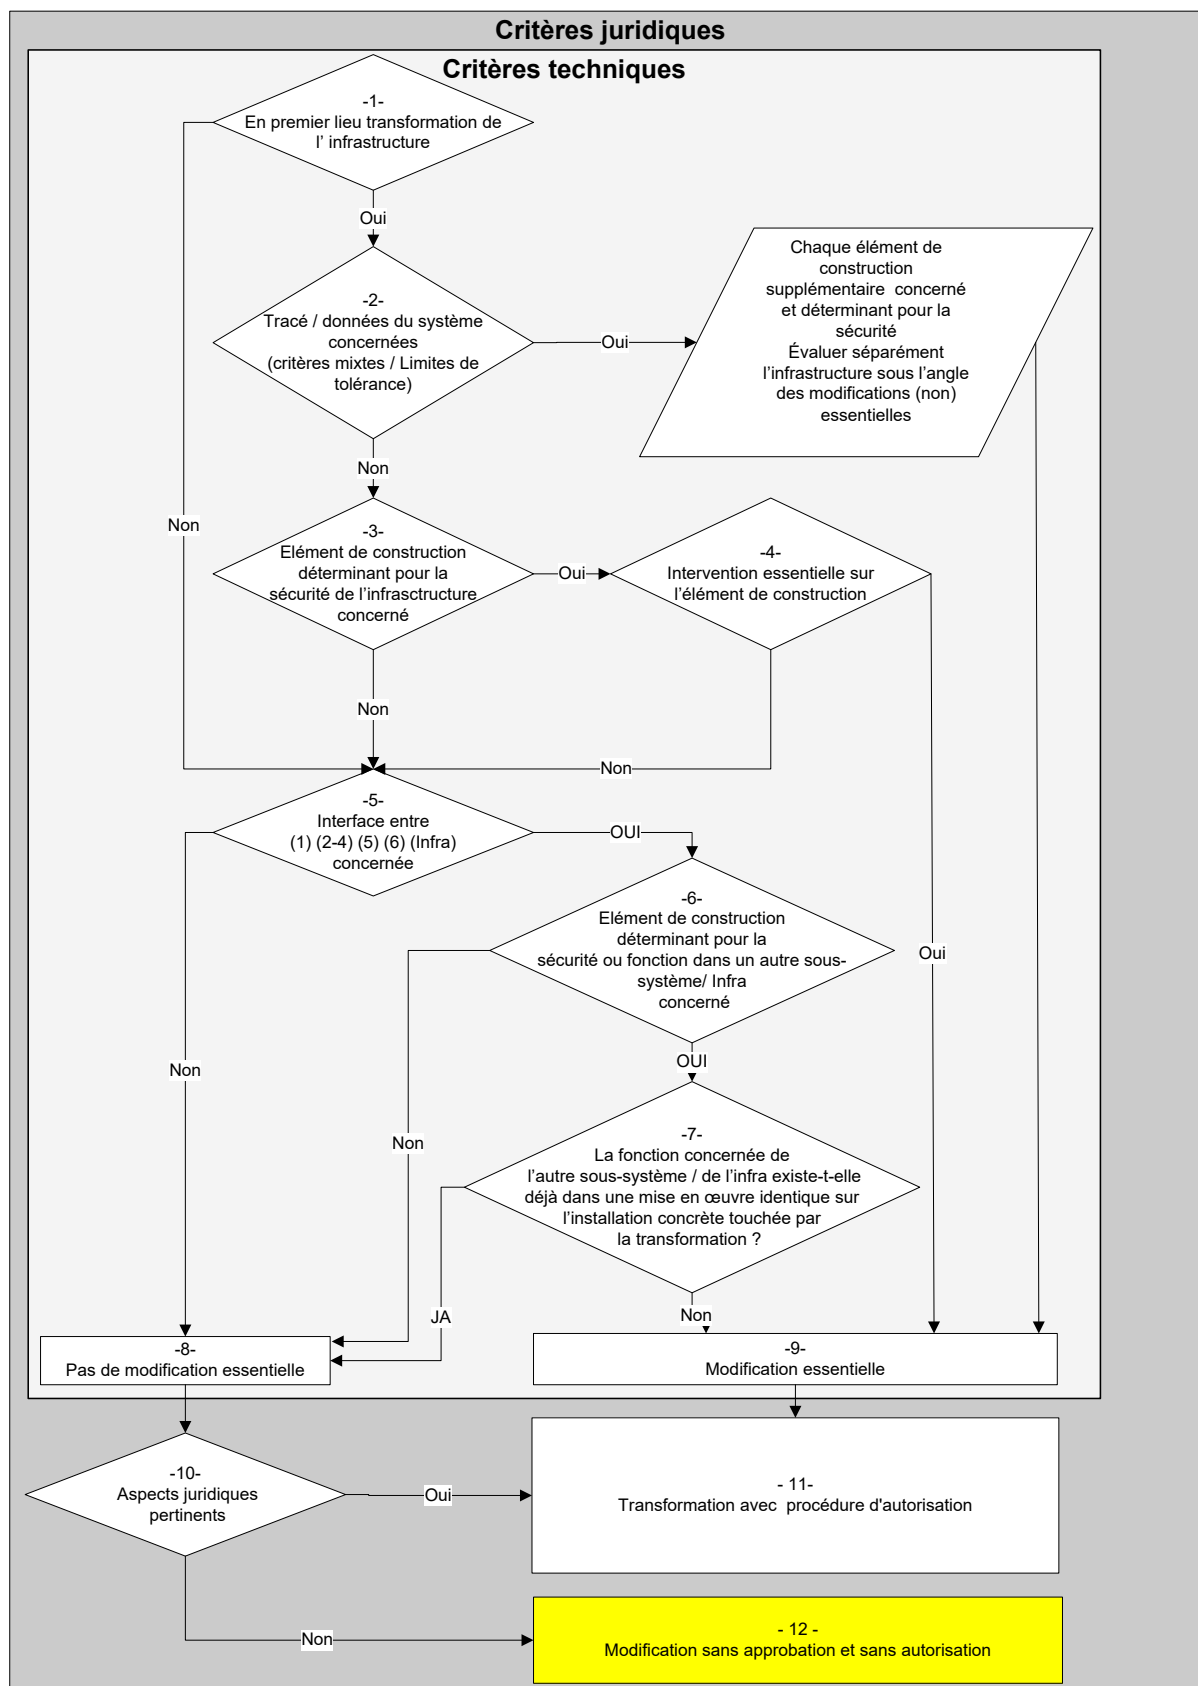 Critères juridiques
Critères techniques
-1-
En premier lieu transformation de
l' infrastructure
Oui
-2-
Tracé / données du système
concernées
(critères mixtes / Limites de
tolérance)
Oui
Chaque élément de
construction
supplémentaire concerné
et déterminant pour la
sécurité
Évaluer séparément
l'infrastructure sous l'angle
des modifications (non)
essentielles
Non
Non
-3-
Elément de construction
déterminant pour la
sécurité de l'infrasctructure
concerné
Oui
-4-
Intervention essentielle sur
l'élément de construction
Non
Non
-5-
Interface entre
(1) (2-4) (5) (6) (Infra)
concernée
OUI
-6-
Elément de construction
déterminant pour la
sécurité ou fonction dans un autre sous-
système/ Infra
concerné
Oui
OUI
Non
Non
-7-
La fonction concernée de
l'autre sous-système / de l'infra existe-t-elle
déjà dans une mise en œuvre identique sur
l'installation concrète touchée par
la transformation ?
JA
Non
-8-
Pas de modification essentielle
-9-
Modification essentielle
-10-
Aspects juridiques
pertinents
Oui
- 11-
Transformation avec procédure d'autorisation
Non
- 12 -
Modification sans approbation et sans autorisation